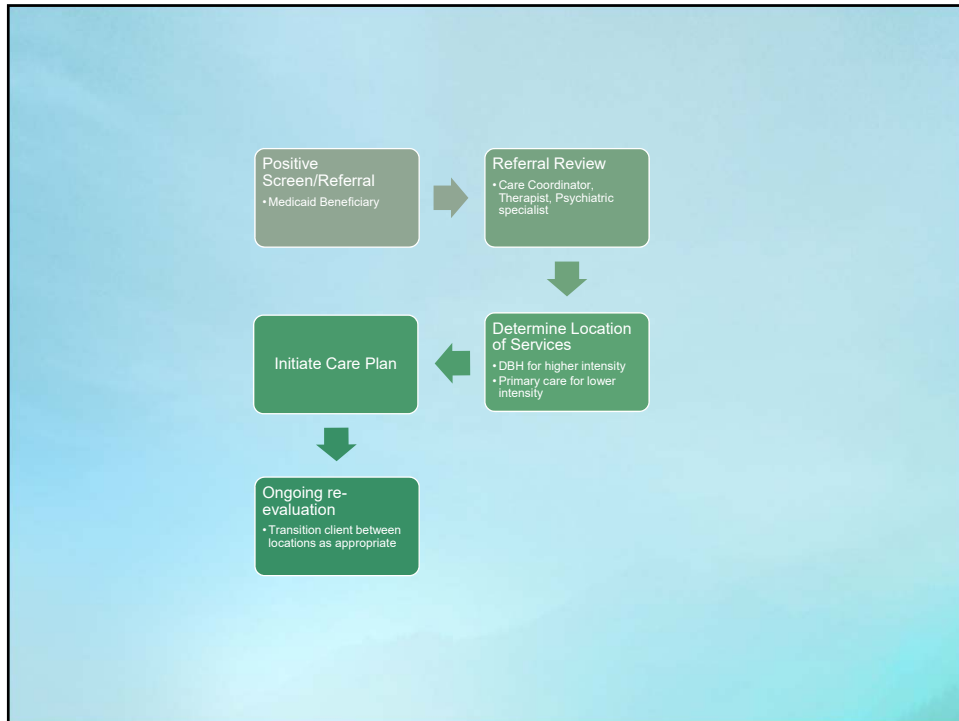 Positive
Screen/Referral
• Medicaid Beneficiary
Referral Review
• Care Coordinator,
Therapist, Psychiatric
specialist
Determine Location
of Services
• DBH for higher intensity
• Primary care for lower
intensity
Initiate Care Plan
Ongoing re-
evaluation
• Transition client between
locations as appropriate